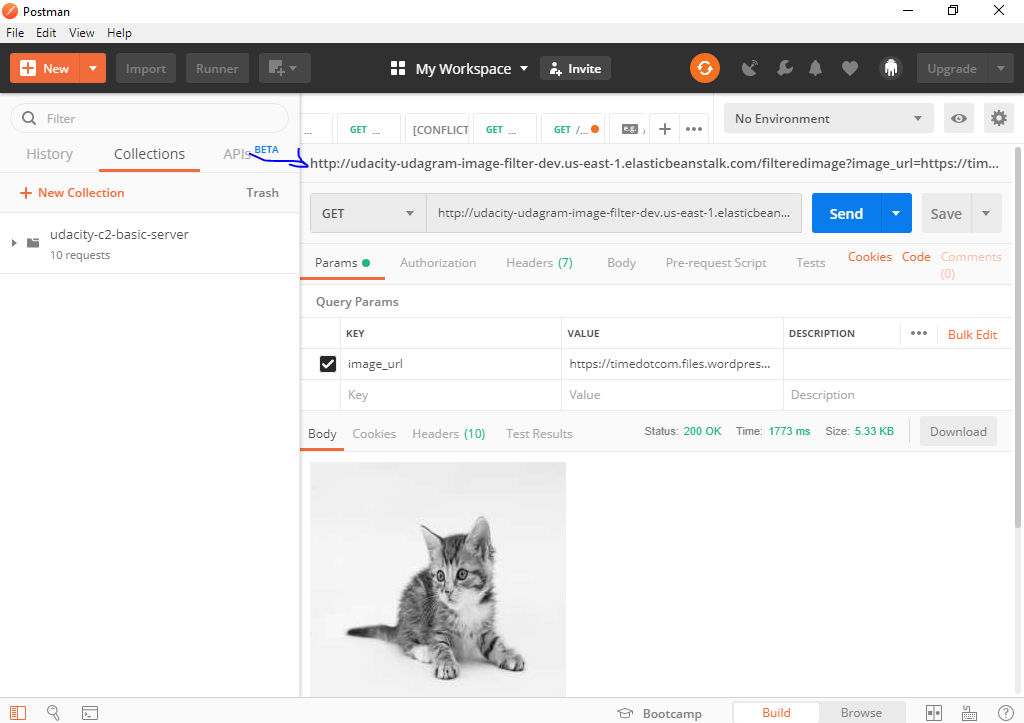 Postman
File Edit View Help
New Import Runner My Workspace Invite Upgrade
Filter
History Collections APIs BETA
New Collection Trash
udacity-c2-basic-server
10 requests
... GET ... [CONFLICT GET ... GET /... e.g. No Environment
http://udacity-udagram-image-filter-dev.us-east-1.elasticbeanstalk.com/filteredimage?image_url=https://tim...
GET http://udacity-udagram-image-filter-dev.us-east-1.elasticbean... Send Save
Params Authorization Headers (7) Body Pre-request Script Tests Cookies Code Comments (0)
Query Params
KEY VALUE DESCRIPTION ••• Bulk Edit
image_url https://timedotcom.files.wordpres...
Key Value Description
Body Cookies Headers (10) Test Results Status: 200 OK Time: 1773 ms Size: 5.33 KB Download
Bootcamp Build Browse